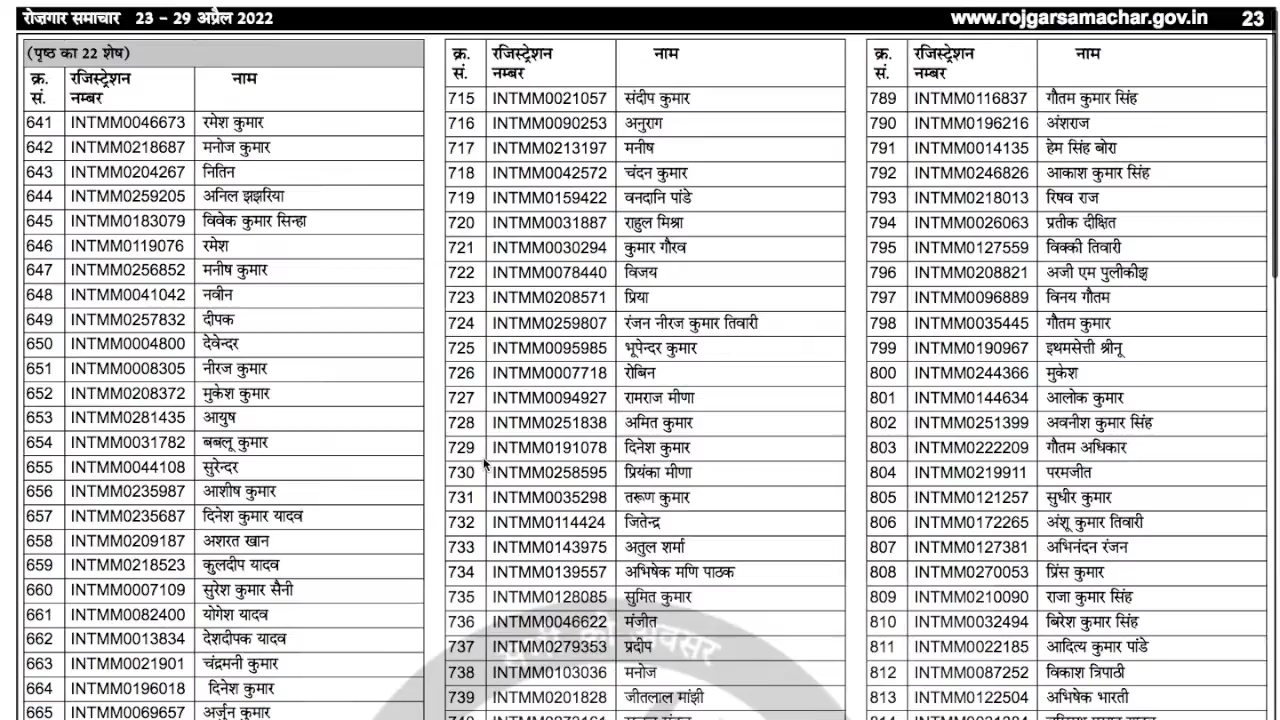 रोज़गार समाचार 23 - 29 अप्रैल 2022 www.rojgarsamachar.gov.in 23
(पृष्ठ का 22 शेष)
क्र. सं. रजिस्ट्रेशन नम्बर नाम
641 INTMM0046673 रमेश कुमार
642 INTMM0218687 मनोज कुमार
643 INTMM0204267 नितिन
644 INTMM0259205 अनिल झझरिया
645 INTMM0183079 विवेक कुमार सिन्हा
646 INTMM0119076 रमेश
647 INTMM0256852 मनीष कुमार
648 INTMM0041042 नवीन
649 INTMM0257832 दीपक
650 INTMM0004800 देवेन्दर
651 INTMM0008305 नीरज कुमार
652 INTMM0208372 मुकेश कुमार
653 INTMM0281435 आयुष
654 INTMM0031782 बबलू कुमार
655 INTMM0044108 सुरेन्दर
656 INTMM0235987 आशीष कुमार
657 INTMM0235687 दिनेश कुमार यादव
658 INTMM0209187 अशरत खान
659 INTMM0218523 कुलदीप यादव
660 INTMM0007109 सुरेश कुमार सैनी
661 INTMM0082400 योगेश यादव
662 INTMM0013834 देशदीपक यादव
663 INTMM0021901 चंद्रमनी कुमार
664 INTMM0196018 दिनेश कुमार
665 INTMM0069657 अर्जुन कुमार
क्र. सं. रजिस्ट्रेशन नम्बर नाम
715 INTMM0021057 संदीप कुमार
716 INTMM0090253 अनुराग
717 INTMM0213197 मनीष
718 INTMM0042572 चंदन कुमार
719 INTMM0159422 वनदानि पांडे
720 INTMM0031887 राहुल मिश्रा
721 INTMM0030294 कुमार गौरव
722 INTMM0078440 विजय
723 INTMM0208571 प्रिया
724 INTMM0259807 रंजन नीरज कुमार तिवारी
725 INTMM0095985 भूपेन्दर कुमार
726 INTMM0007718 रोबिन
727 INTMM0094927 रामराज मीणा
728 INTMM0251838 अमित कुमार
729 INTMM0191078 दिनेश कुमार
730 INTMM0258595 प्रियंका मीणा
731 INTMM0035298 तरूण कुमार
732 INTMM0114424 जितेन्द्र
733 INTMM0143975 अतुल शर्मा
734 INTMM0139557 अभिषेक मणि पाठक
735 INTMM0128085 सुमित कुमार
736 INTMM0046622 मंजीत
737 INTMM0279353 प्रदीप
738 INTMM0103036 मनोज
739 INTMM0201828 जीतलाल मांझी
क्र. सं. रजिस्ट्रेशन नम्बर नाम
789 INTMM0116837 गौतम कुमार सिंह
790 INTMM0196216 अंशराज
791 INTMM0014135 हेम सिंह बोरा
792 INTMM0246826 आकाश कुमार सिंह
793 INTMM0218013 रिषव राज
794 INTMM0026063 प्रतीक दीक्षित
795 INTMM0127559 विक्की तिवारी
796 INTMM0208821 अजी एम पुलीकीझ
797 INTMM0096889 विनय गौतम
798 INTMM0035445 गौतम कुमार
799 INTMM0190967 इथमसेत्ती श्रीनू
800 INTMM0244366 मुकेश
801 INTMM0144634 आलोक कुमार
802 INTMM0251399 अवनीश कुमार सिंह
803 INTMM0222209 गौतम अधिकार
804 INTMM0219911 परमजीत
805 INTMM0121257 सुधीर कुमार
806 INTMM0172265 अंशू कुमार तिवारी
807 INTMM0127381 अभिनंदन रंजन
808 INTMM0270053 प्रिंस कुमार
809 INTMM0210090 राजा कुमार सिंह
810 INTMM0032494 बिरेश कुमार सिंह
811 INTMM0022185 आदित्य कुमार पांडे
812 INTMM0087252 विकाश त्रिपाठी
813 INTMM0122504 अभिषेक भारती